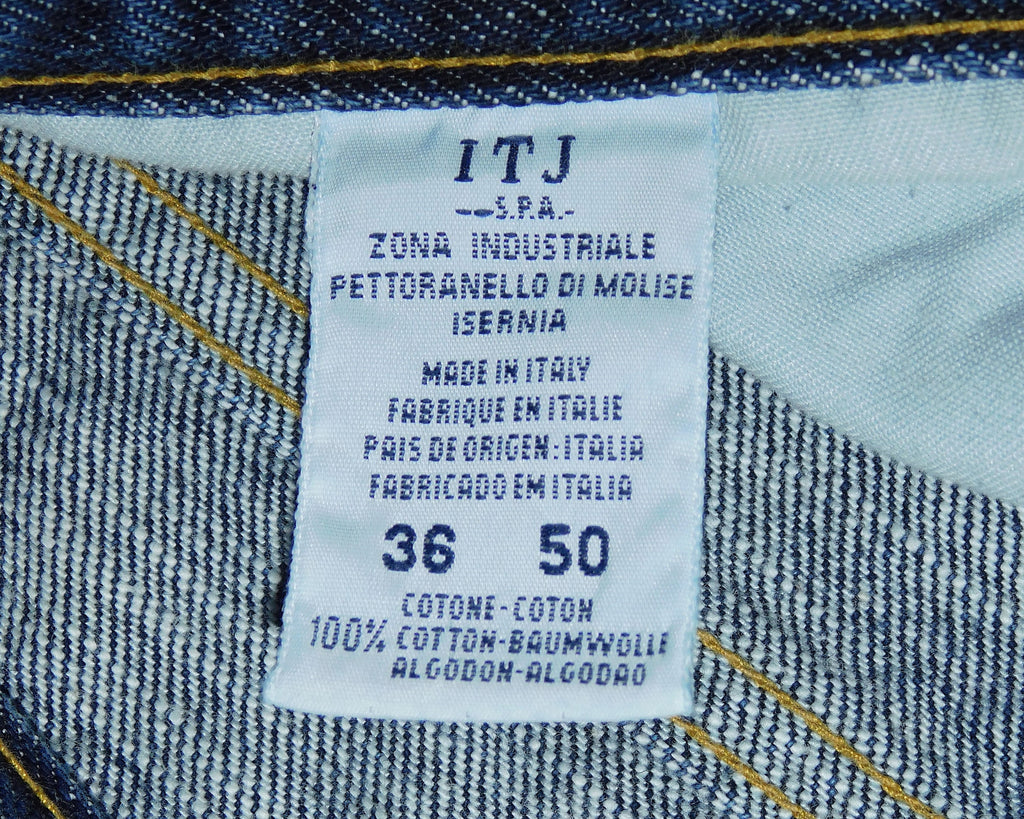 ITJ
--S.P.A.-
ZONA INDUSTRIALE
PETTORANELLO DI MOLISE
ISERNIA
MADE IN ITALY
FABRIQUE EN ITALIE
PAIS DE ORIGEN:ITALIA
FABRICADO EM ITALIA
36 50
COTONE-COTON
100% COTTON-BAUMWOLLE
ALGODON-ALGODAO